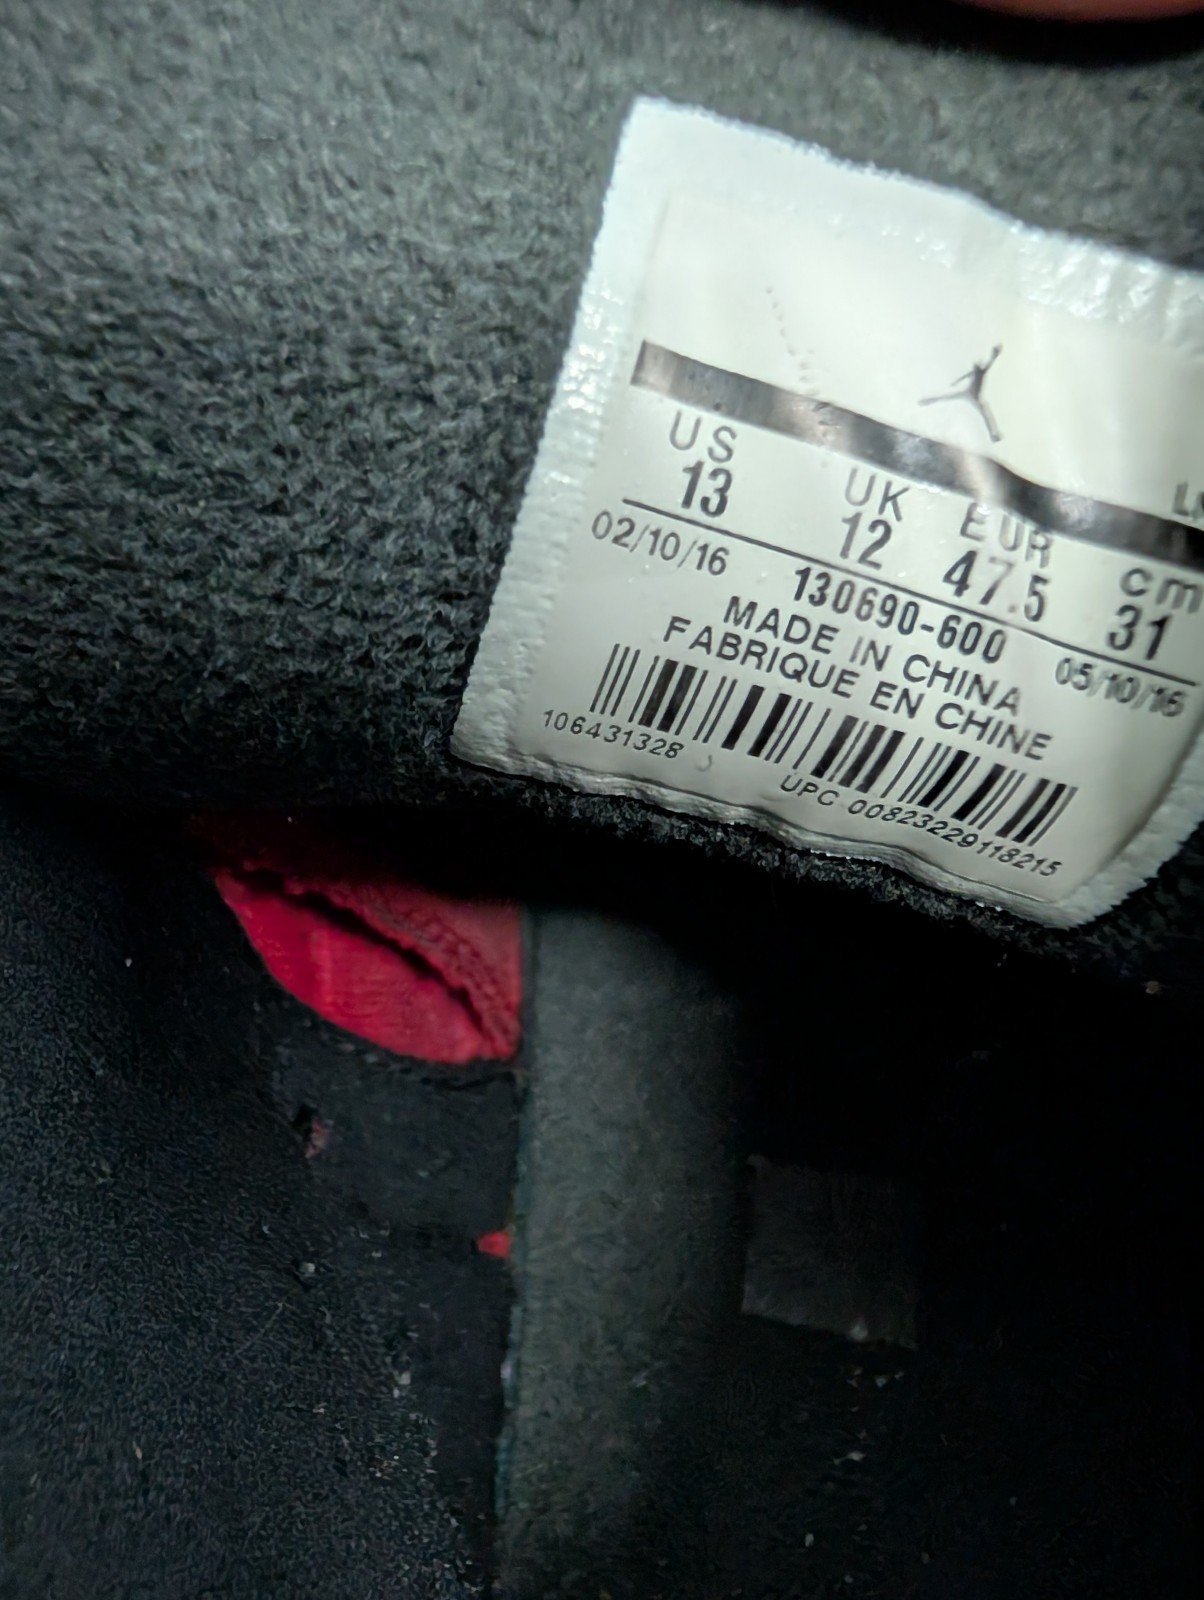 US UK EUR cm
13 12 47.5 31
02/10/16 130690-600 05/10/16
MADE IN CHINA
FABRIQUE EN CHINE
106431328
UPC 00823229118215